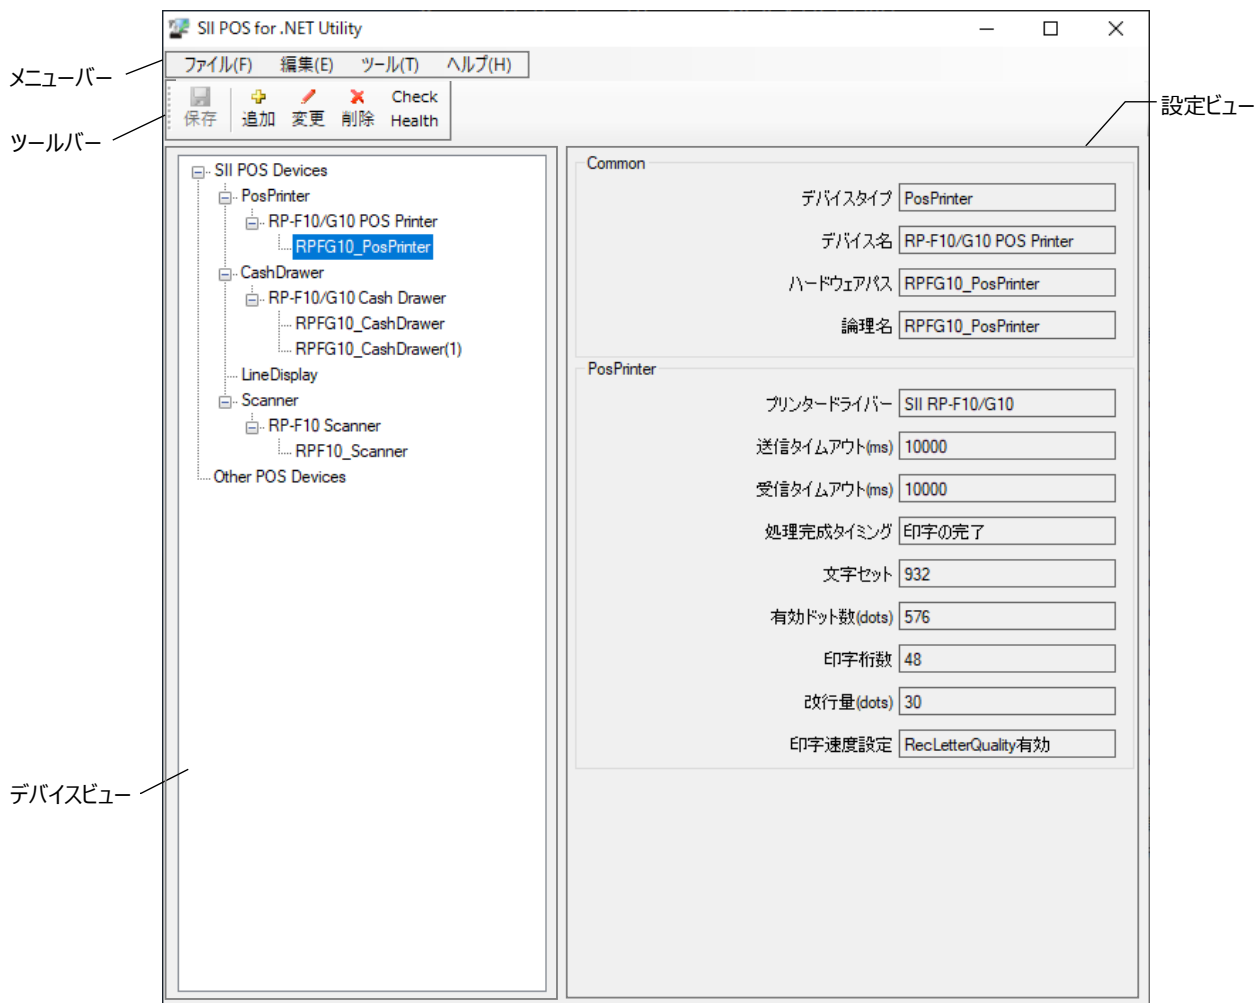 SII POS for .NET Utility
メニューバー
ファイル(F) 編集(E) ツール(T) ヘルプ(H)
ツールバー
保存 追加 変更 削除 Check Health
設定ビュー
デバイスビュー
SII POS Devices
PosPrinter
RP-F10/G10 POS Printer
RPFG10_PosPrinter
CashDrawer
RP-F10/G10 Cash Drawer
RPFG10_CashDrawer
RPFG10_CashDrawer(1)
LineDisplay
Scanner
RP-F10 Scanner
RPF10_Scanner
Other POS Devices
Common
デバイスタイプ PosPrinter
デバイス名 RP-F10/G10 POS Printer
ハードウェアパス RPFG10_PosPrinter
論理名 RPFG10_PosPrinter
PosPrinter
プリンタードライバー SII RP-F10/G10
送信タイムアウト(ms) 10000
受信タイムアウト(ms) 10000
処理完成タイミング 印字の完了
文字セット 932
有効ドット数(dots) 576
印字桁数 48
改行量(dots) 30
印字速度設定 RecLetterQuality有効